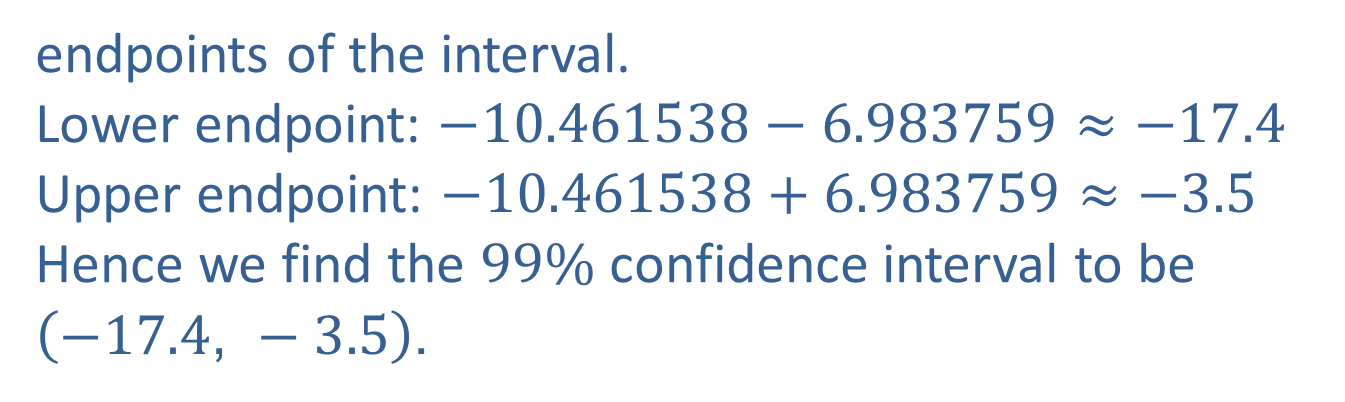 endpoints of the interval.
Lower endpoint: −10.461538 − 6.983759 ≈ −17.4
Upper endpoint: −10.461538 + 6.983759 ≈ −3.5
Hence we find the 99% confidence interval to be
(−17.4, − 3.5).